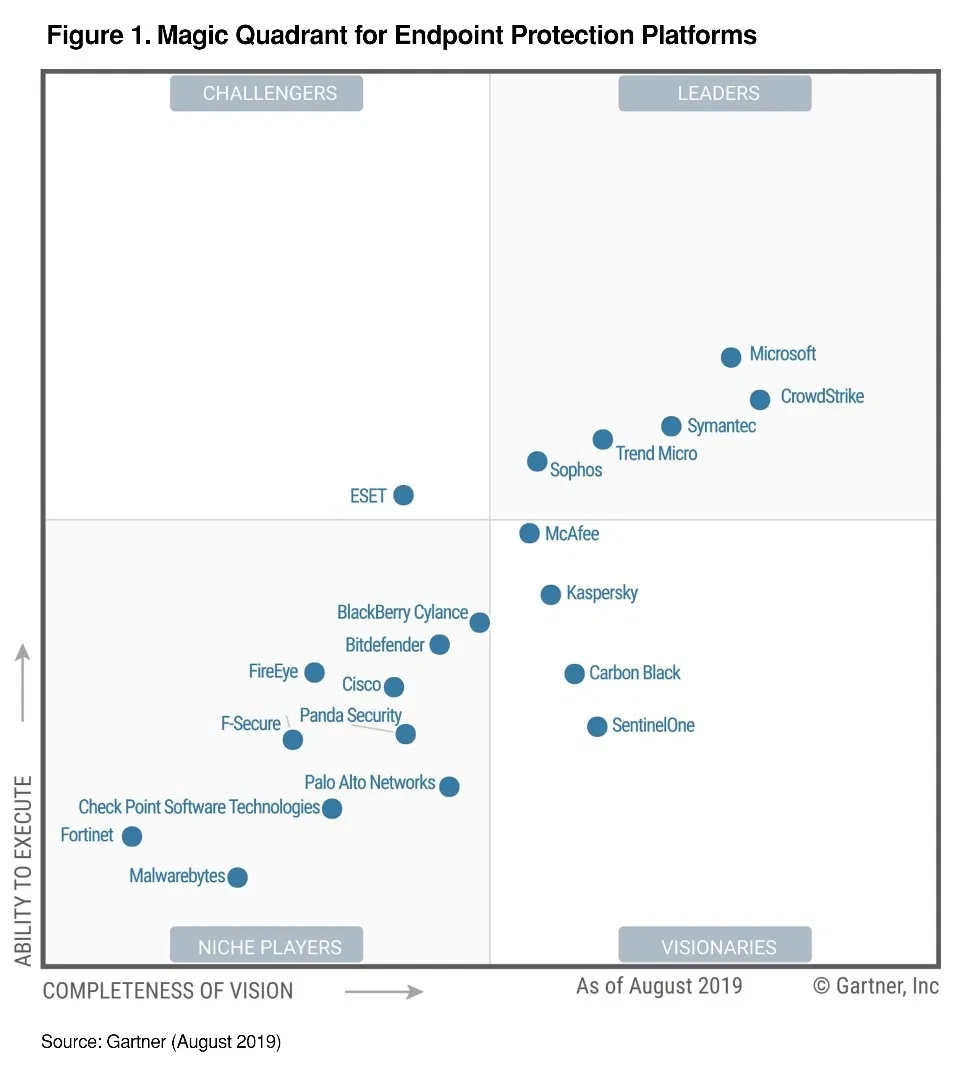 Figure 1. Magic Quadrant for Endpoint Protection Platforms
CHALLENGERS
LEADERS
Microsoft
CrowdStrike
Symantec
Trend Micro
Sophos
ESET
McAfee
Kaspersky
BlackBerry Cylance
Bitdefender
FireEye
Carbon Black
Cisco
Panda Security
F-Secure
SentinelOne
Palo Alto Networks
Check Point Software Technologies
Fortinet
Malwarebytes
NICHE PLAYERS
VISIONARIES
ABILITY TO EXECUTE
COMPLETENESS OF VISION
As of August 2019
© Gartner, Inc
Source: Gartner (August 2019)